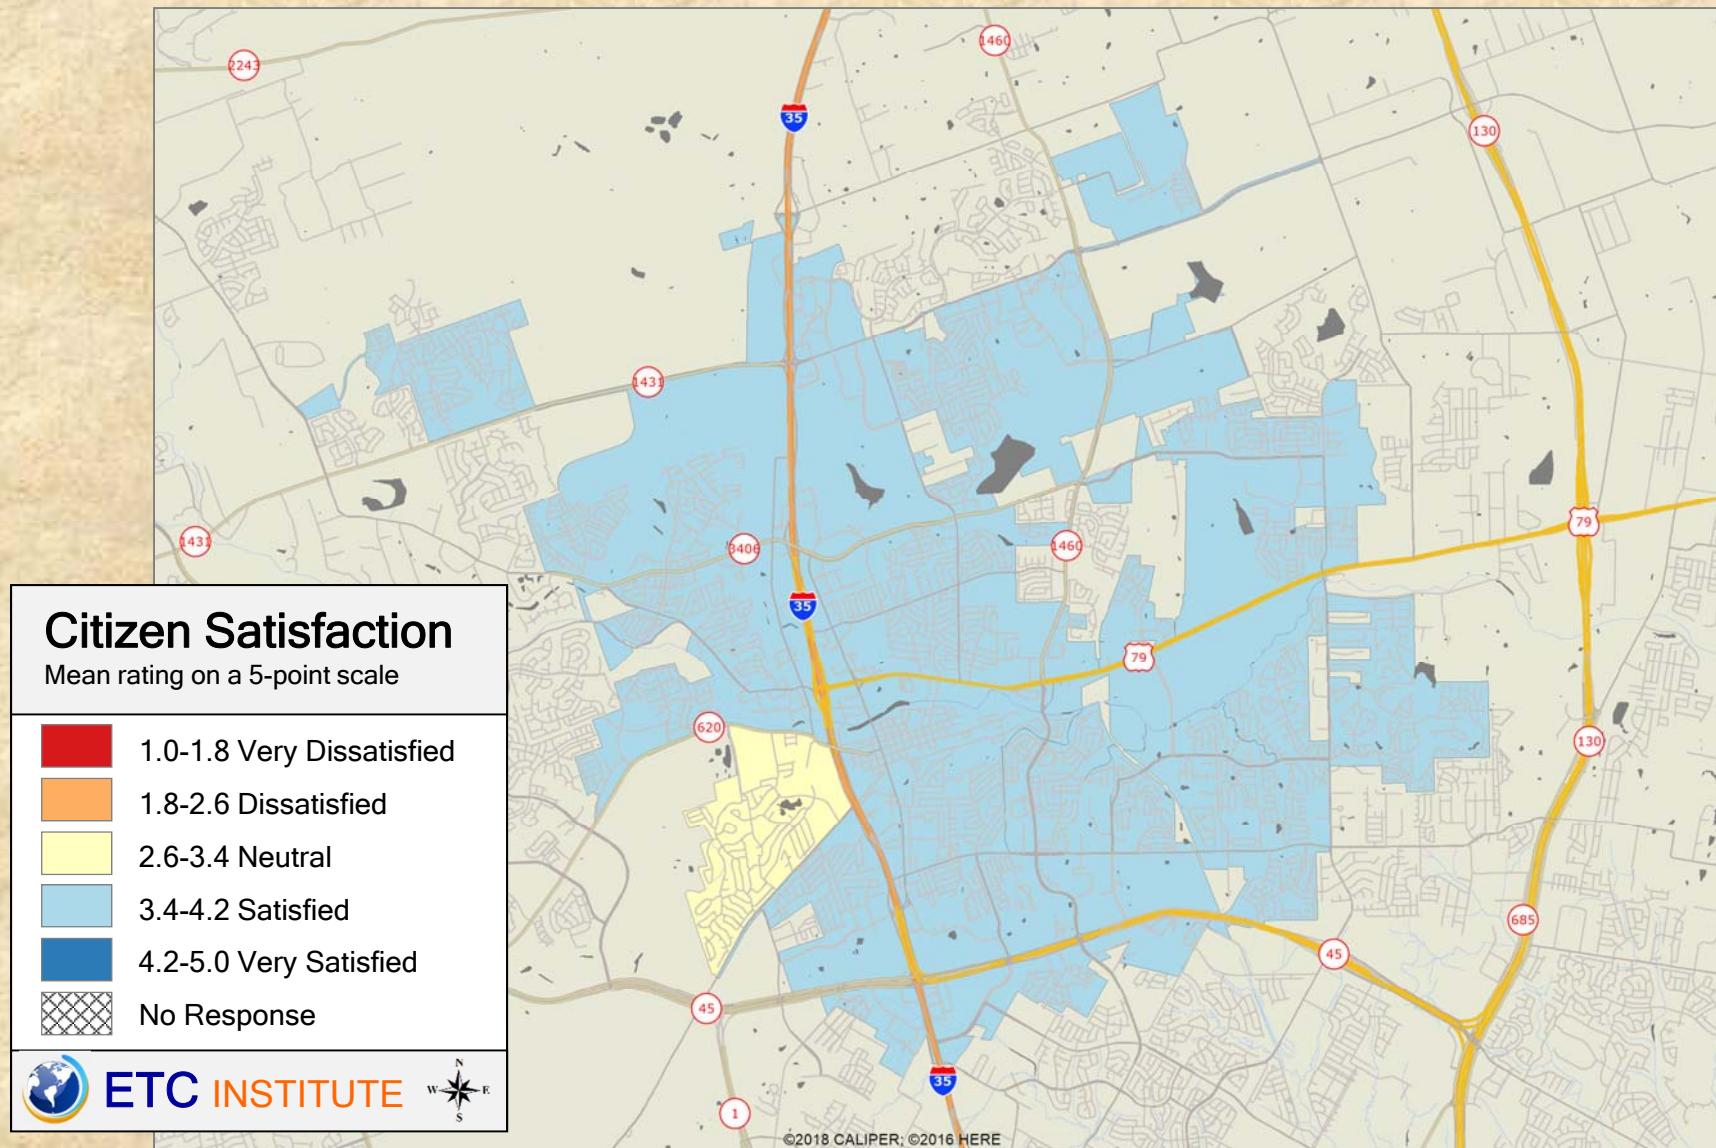 2243
1460
35
130
1431
1431
3406
1460
79
35
79
620
130
685
45
45
35
1
Citizen Satisfaction
Mean rating on a 5-point scale
1.0-1.8 Very Dissatisfied
1.8-2.6 Dissatisfied
2.6-3.4 Neutral
3.4-4.2 Satisfied
4.2-5.0 Very Satisfied
No Response
ETC INSTITUTE
N
W E
S
©2018 CALIPER; ©2016 HERE